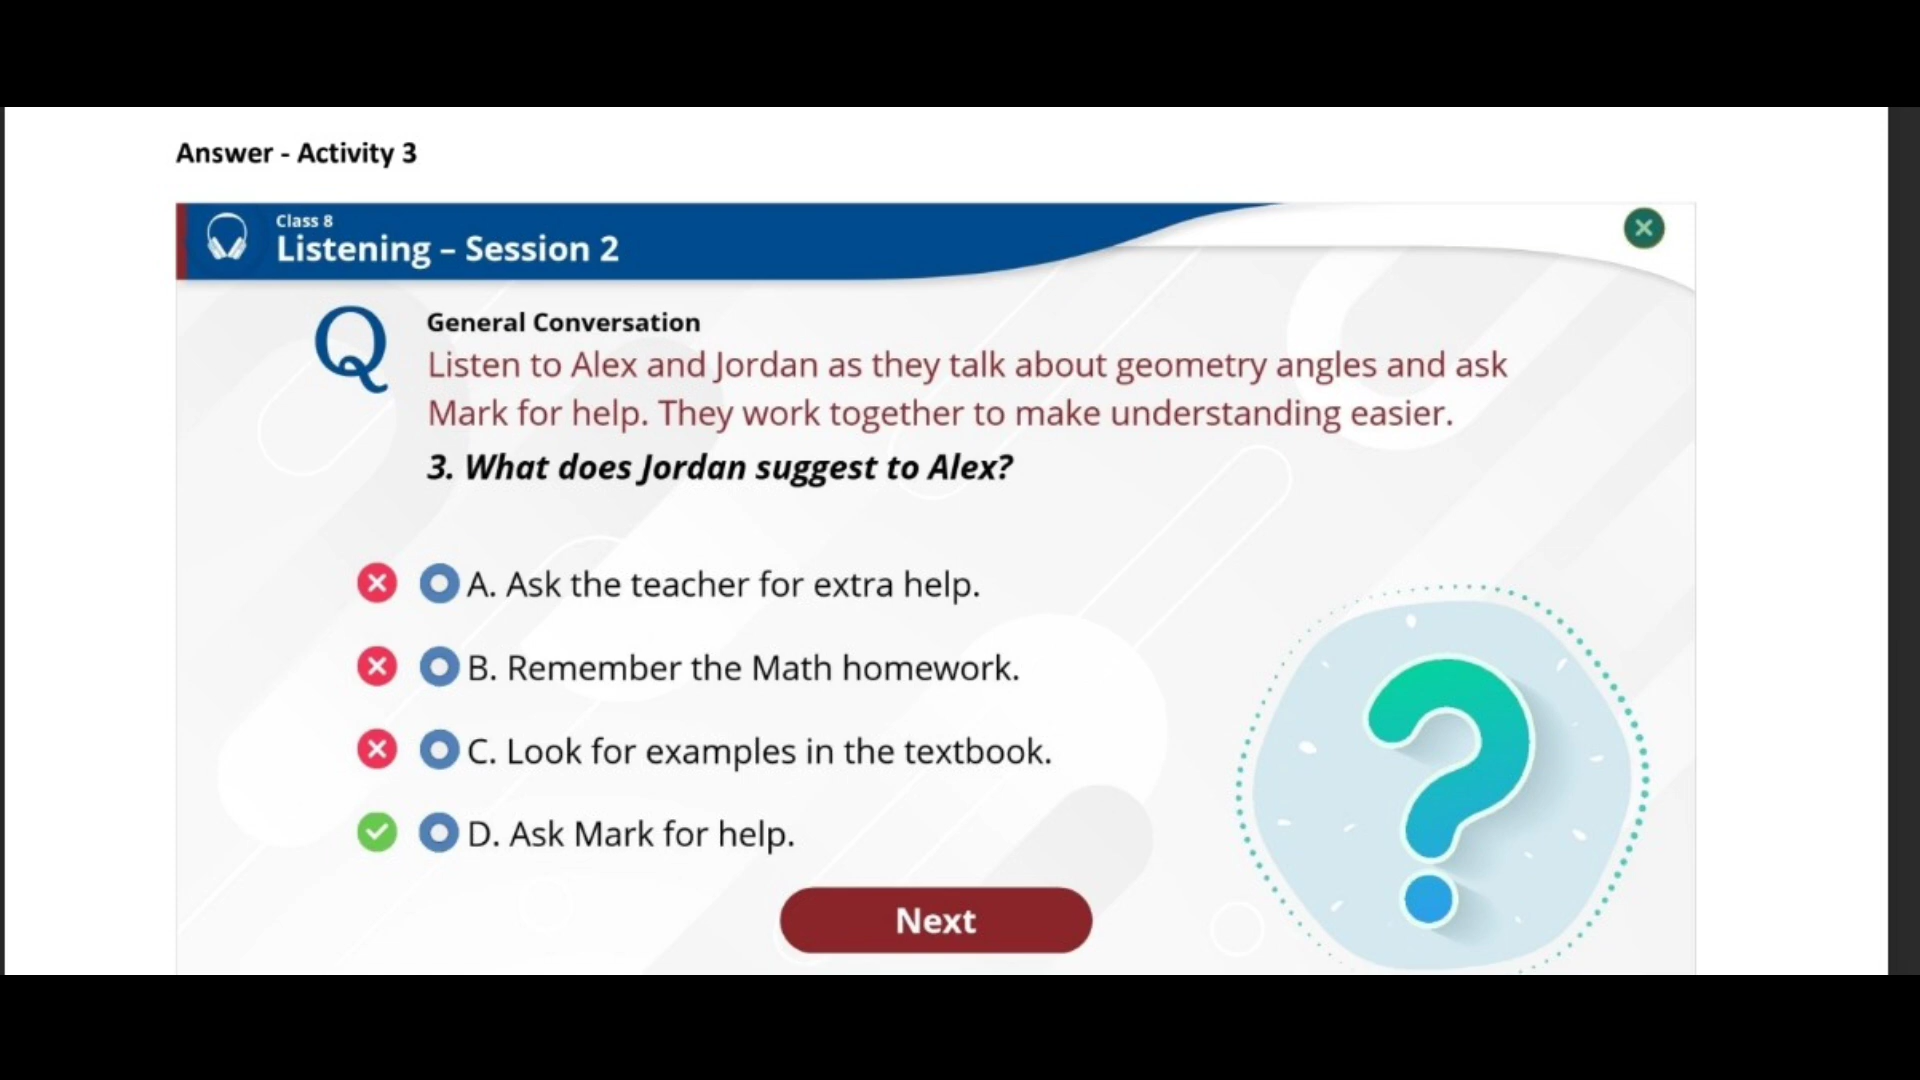 Answer - Activity 3
Class 8
Listening – Session 2
Q
General Conversation
Listen to Alex and Jordan as they talk about geometry angles and ask
Mark for help. They work together to make understanding easier.
3. What does Jordan suggest to Alex?
A. Ask the teacher for extra help.
B. Remember the Math homework.
C. Look for examples in the textbook.
D. Ask Mark for help.
Next